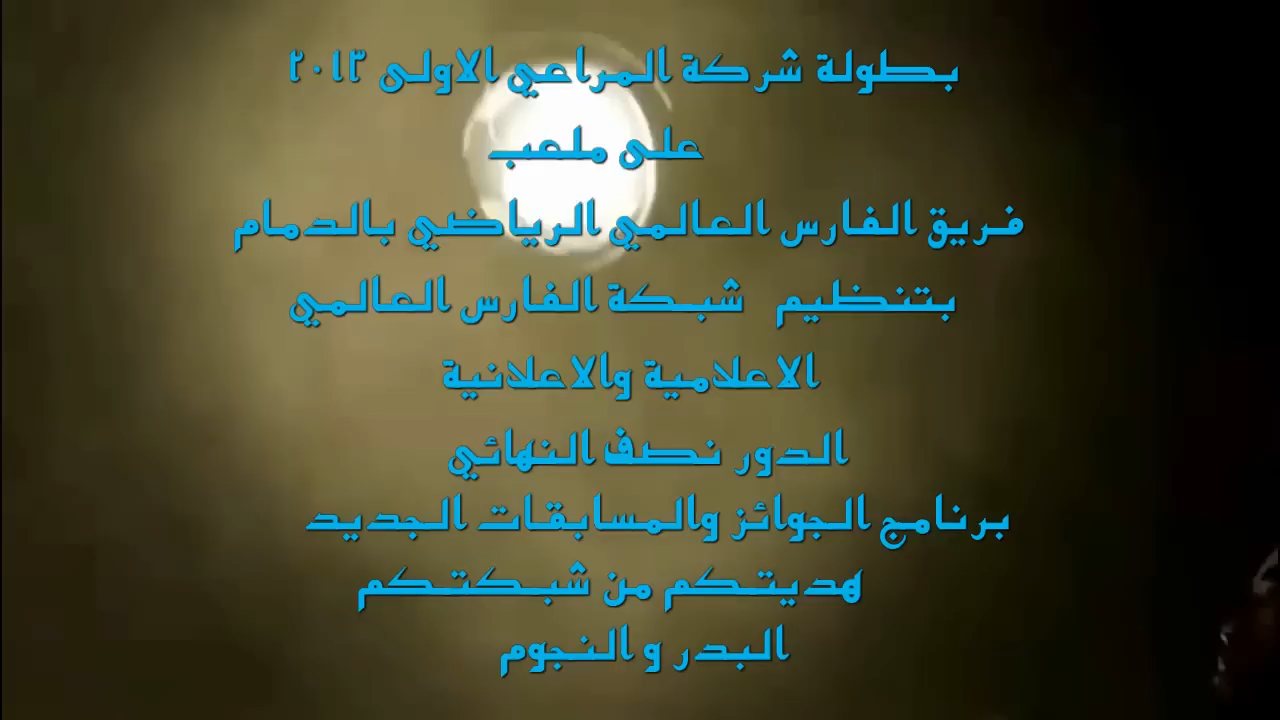 بطولة شركة المراعي الاولى ٢٠١٣
على ملعب
فريق الفارس العالمي الرياضي بالدمام
بتنظيم شبكة الفارس العالمي
الاعلامية والاعلانية
الدور نصف النهائي
برنامج الجوائز والمسابقات الجديد
هديتكم من شبكتكم
البدر و النجوم